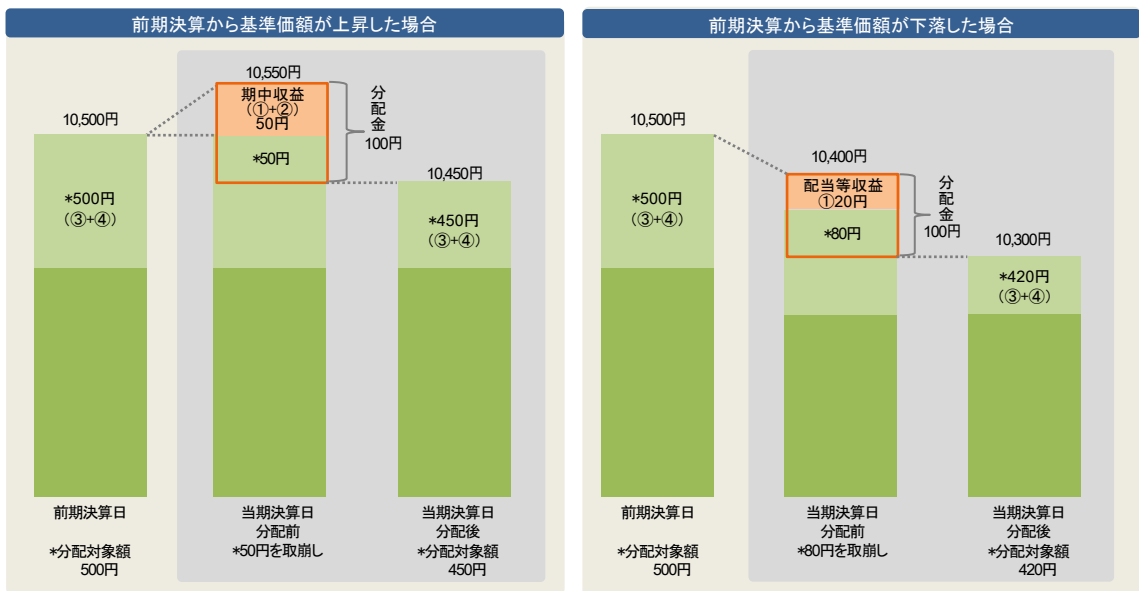 前期決算から基準価額が上昇した場合
10,550円
期中収益
(①+②)
50円
*50円
分配金
100円
10,500円
*500円
(③+④)
10,450円
*450円
(③+④)
前期決算日
*分配対象額
500円
当期決算日
分配前
*50円を取崩し
当期決算日
分配後
*分配対象額
450円
前期決算から基準価額が下落した場合
10,500円
*500円
(③+④)
10,400円
配当等収益
①20円
*80円
分配金
100円
10,300円
*420円
(③+④)
前期決算日
*分配対象額
500円
当期決算日
分配前
*80円を取崩し
当期決算日
分配後
*分配対象額
420円